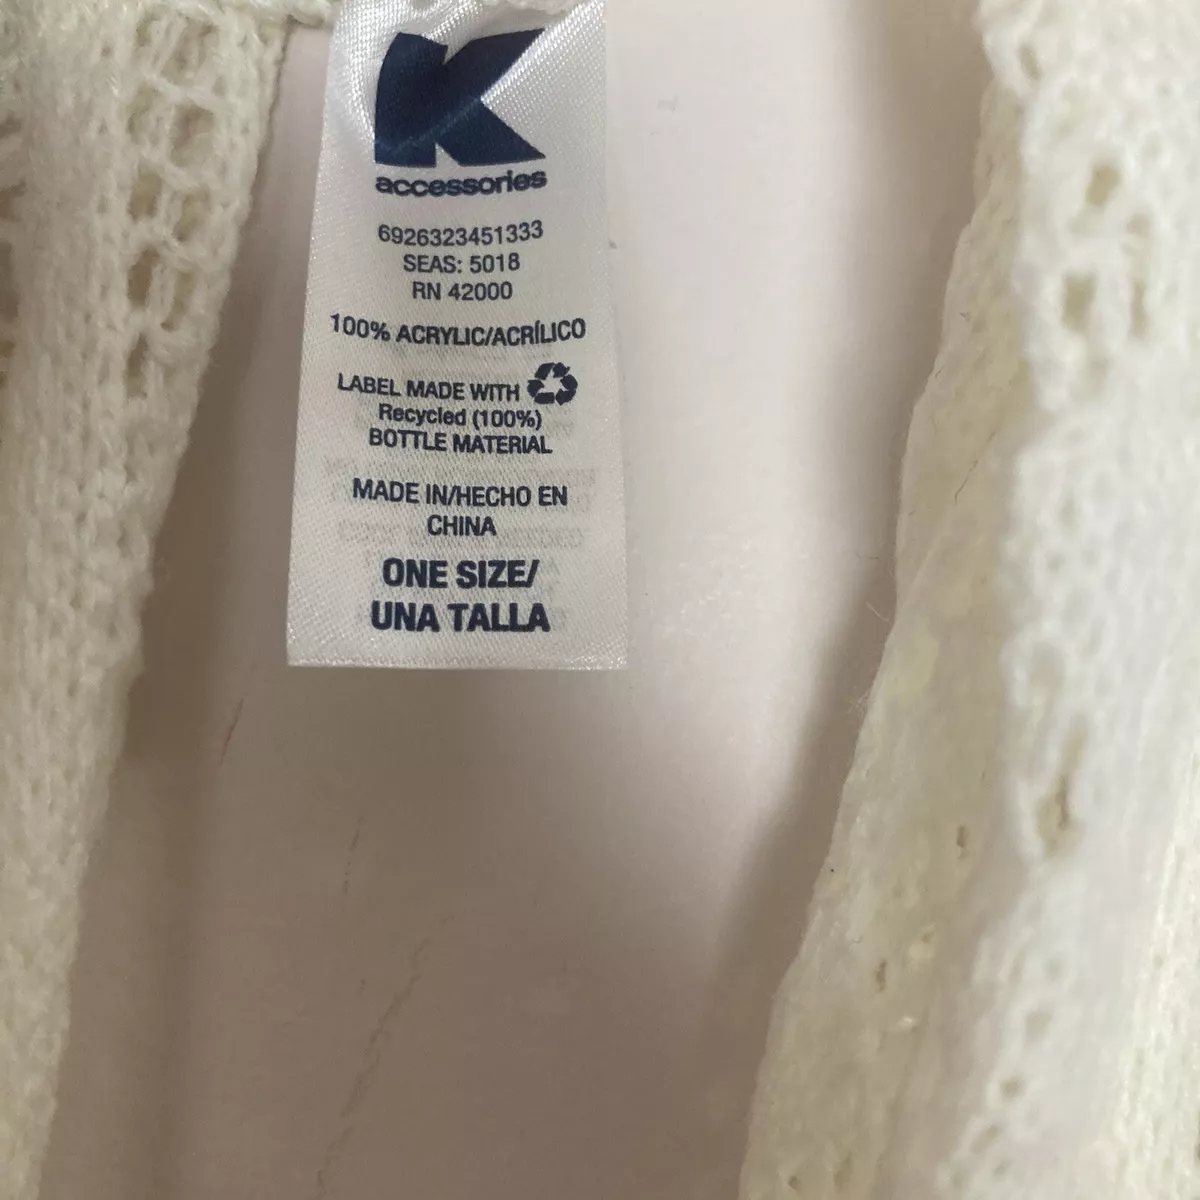 K
accessories
6926323451333
SEAS: 5018
RN 42000
100% ACRYLIC/ACRÍLICO
LABEL MADE WITH
Recycled (100%)
BOTTLE MATERIAL
MADE IN/HECHO EN
CHINA
ONE SIZE/
UNA TALLA